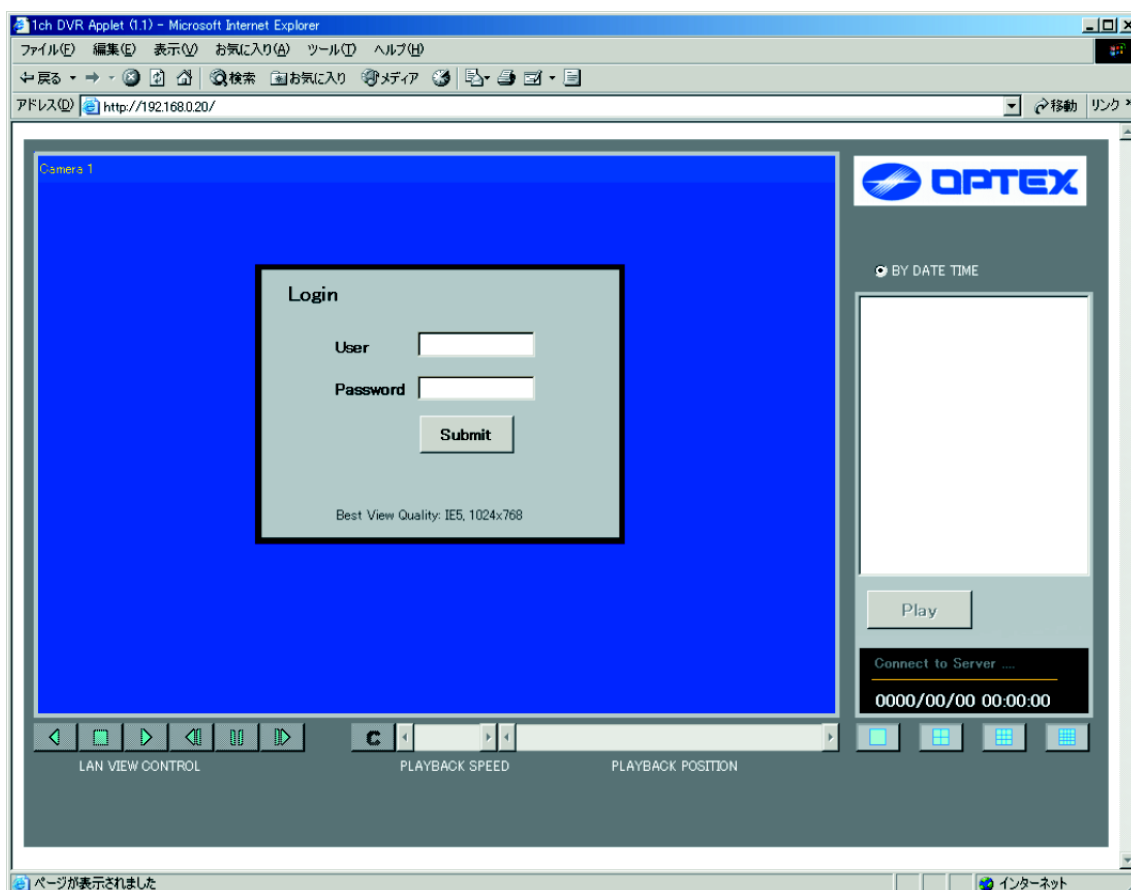 1ch DVR Applet (1.1) - Microsoft Internet Explorer
ファイル(F) 編集(E) 表示(V) お気に入り(A) ツール(T) ヘルプ(H)
戻る 検索 お気に入り メディア
アドレス(D) http://192.168.0.20/ 移動 リンク »
Camera 1
OPTEX
BY DATE TIME
Login
User
Password
Submit
Best View Quality: IE5, 1024x768
Play
Connect to Server ....
0000/00/00 00:00:00
C
LAN VIEW CONTROL PLAYBACK SPEED PLAYBACK POSITION
ページが表示されました インターネット